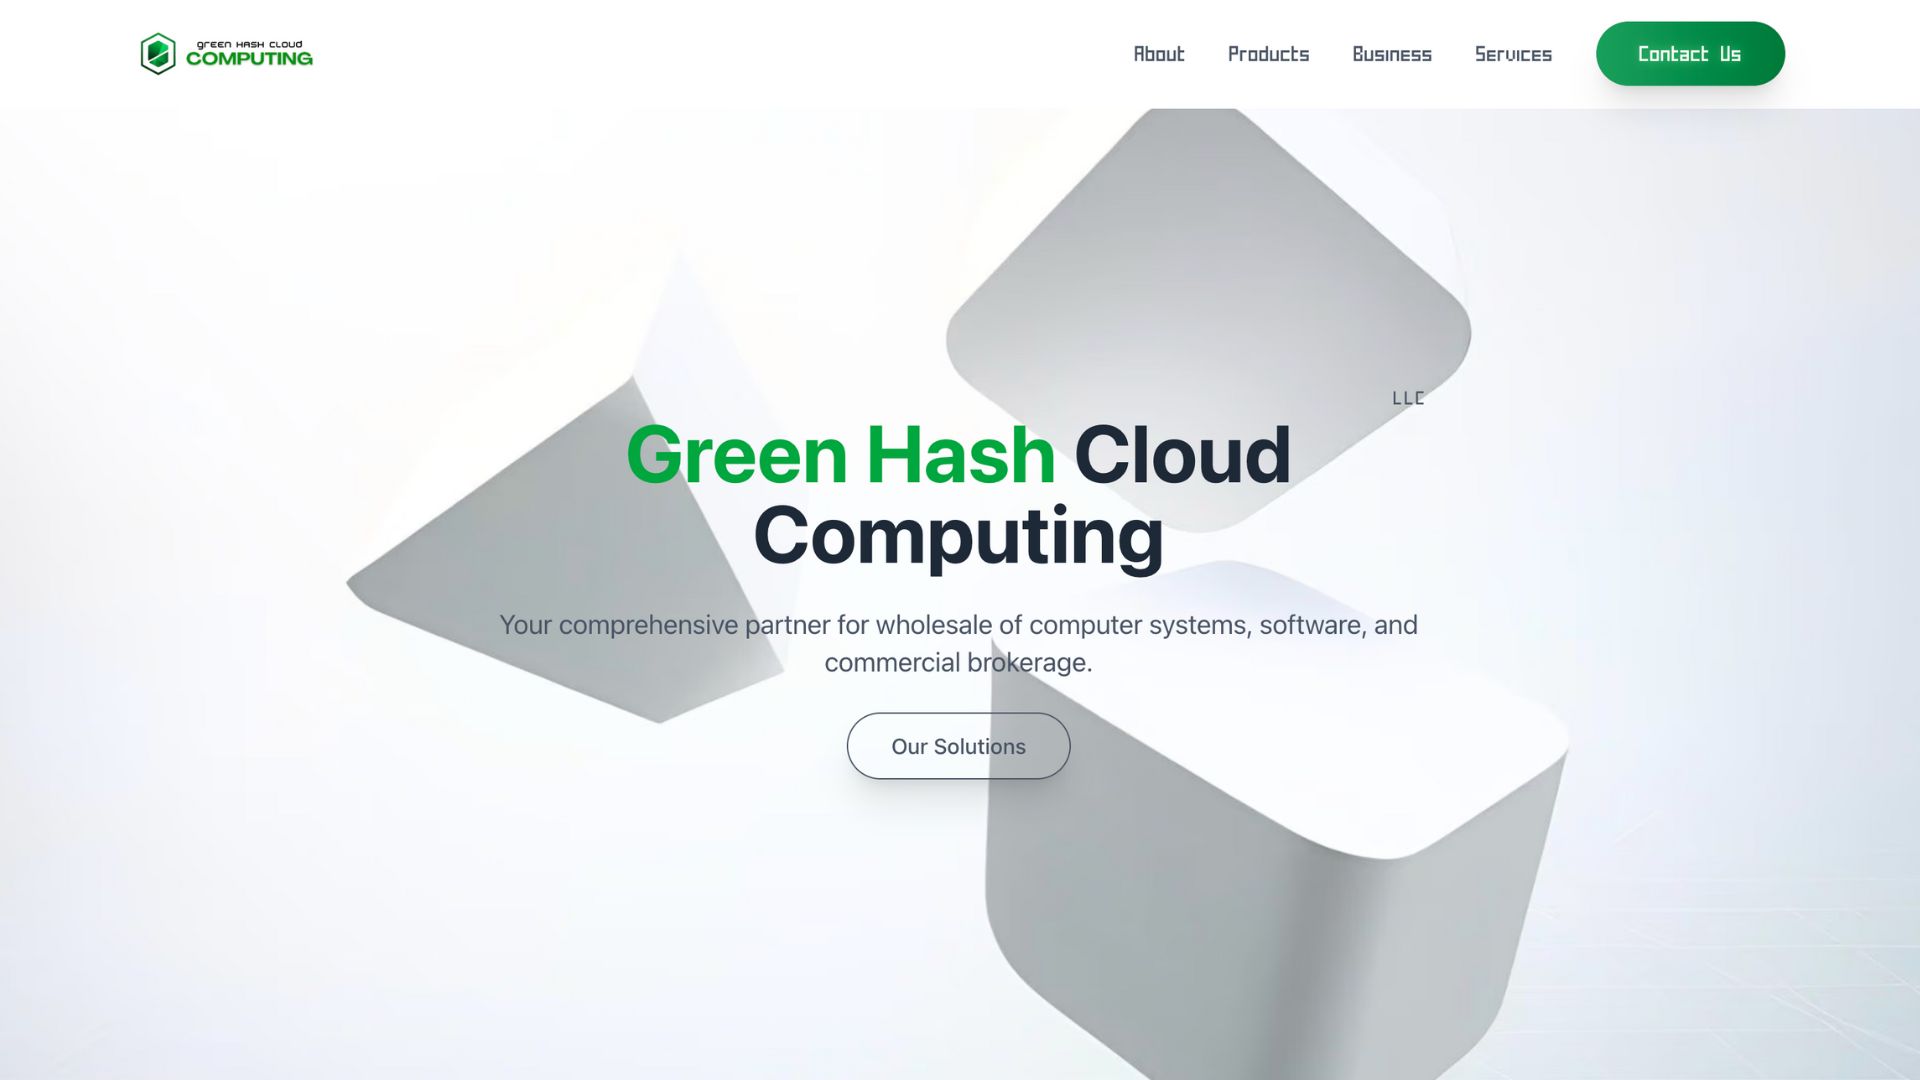 green HASH CLOUD
COMPUTING
About
Products
Business
Services
Contact Us
LLC
Green Hash Cloud
Computing
Your comprehensive partner for wholesale of computer systems, software, and
commercial brokerage.
Our Solutions